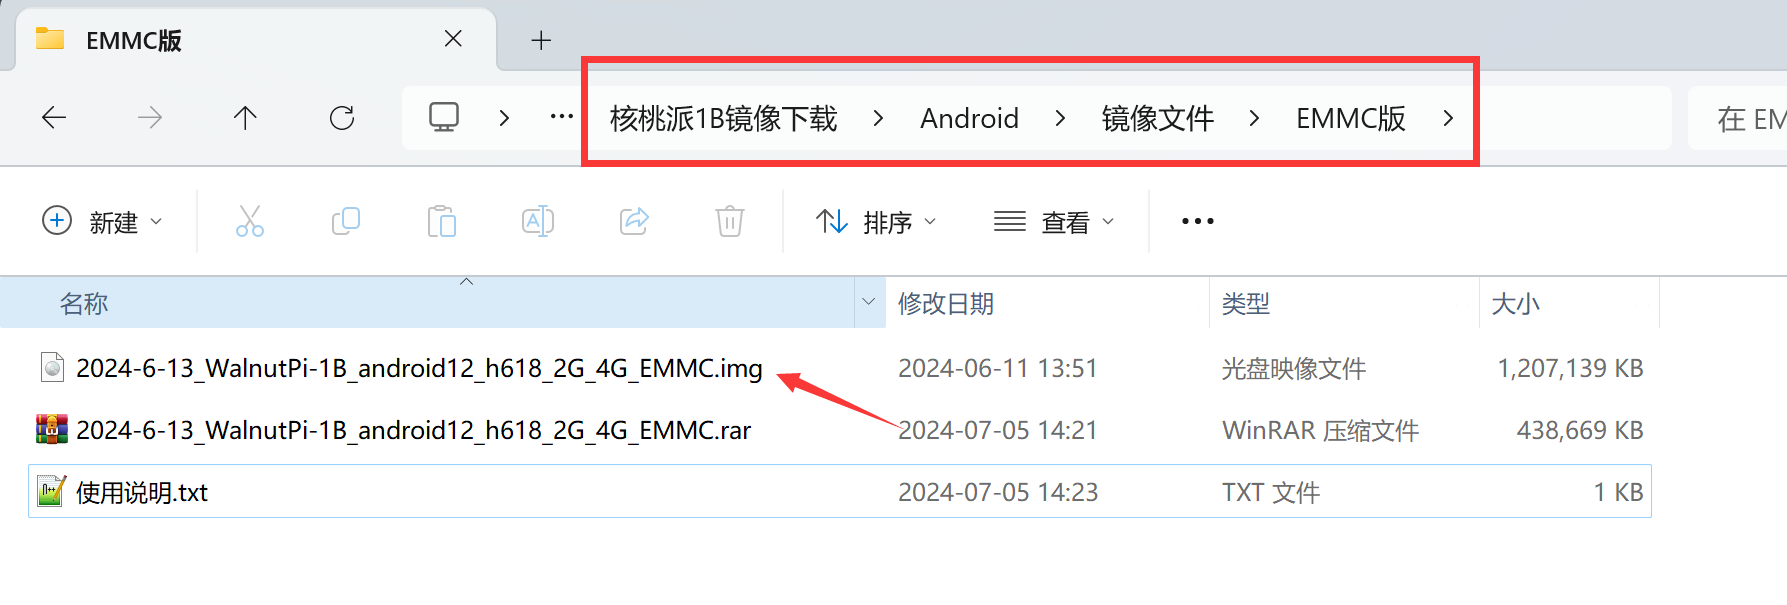 EMMC版
核桃派1B镜像下载 > Android > 镜像文件 > EMMC版 >
在 EM
新建
排序
查看
名称 修改日期 类型 大小
2024-6-13_WalnutPi-1B_android12_h618_2G_4G_EMMC.img 2024-06-11 13:51 光盘映像文件 1,207,139 KB
2024-6-13_WalnutPi-1B_android12_h618_2G_4G_EMMC.rar 2024-07-05 14:21 WinRAR 压缩文件 438,669 KB
使用说明.txt 2024-07-05 14:23 TXT 文件 1 KB